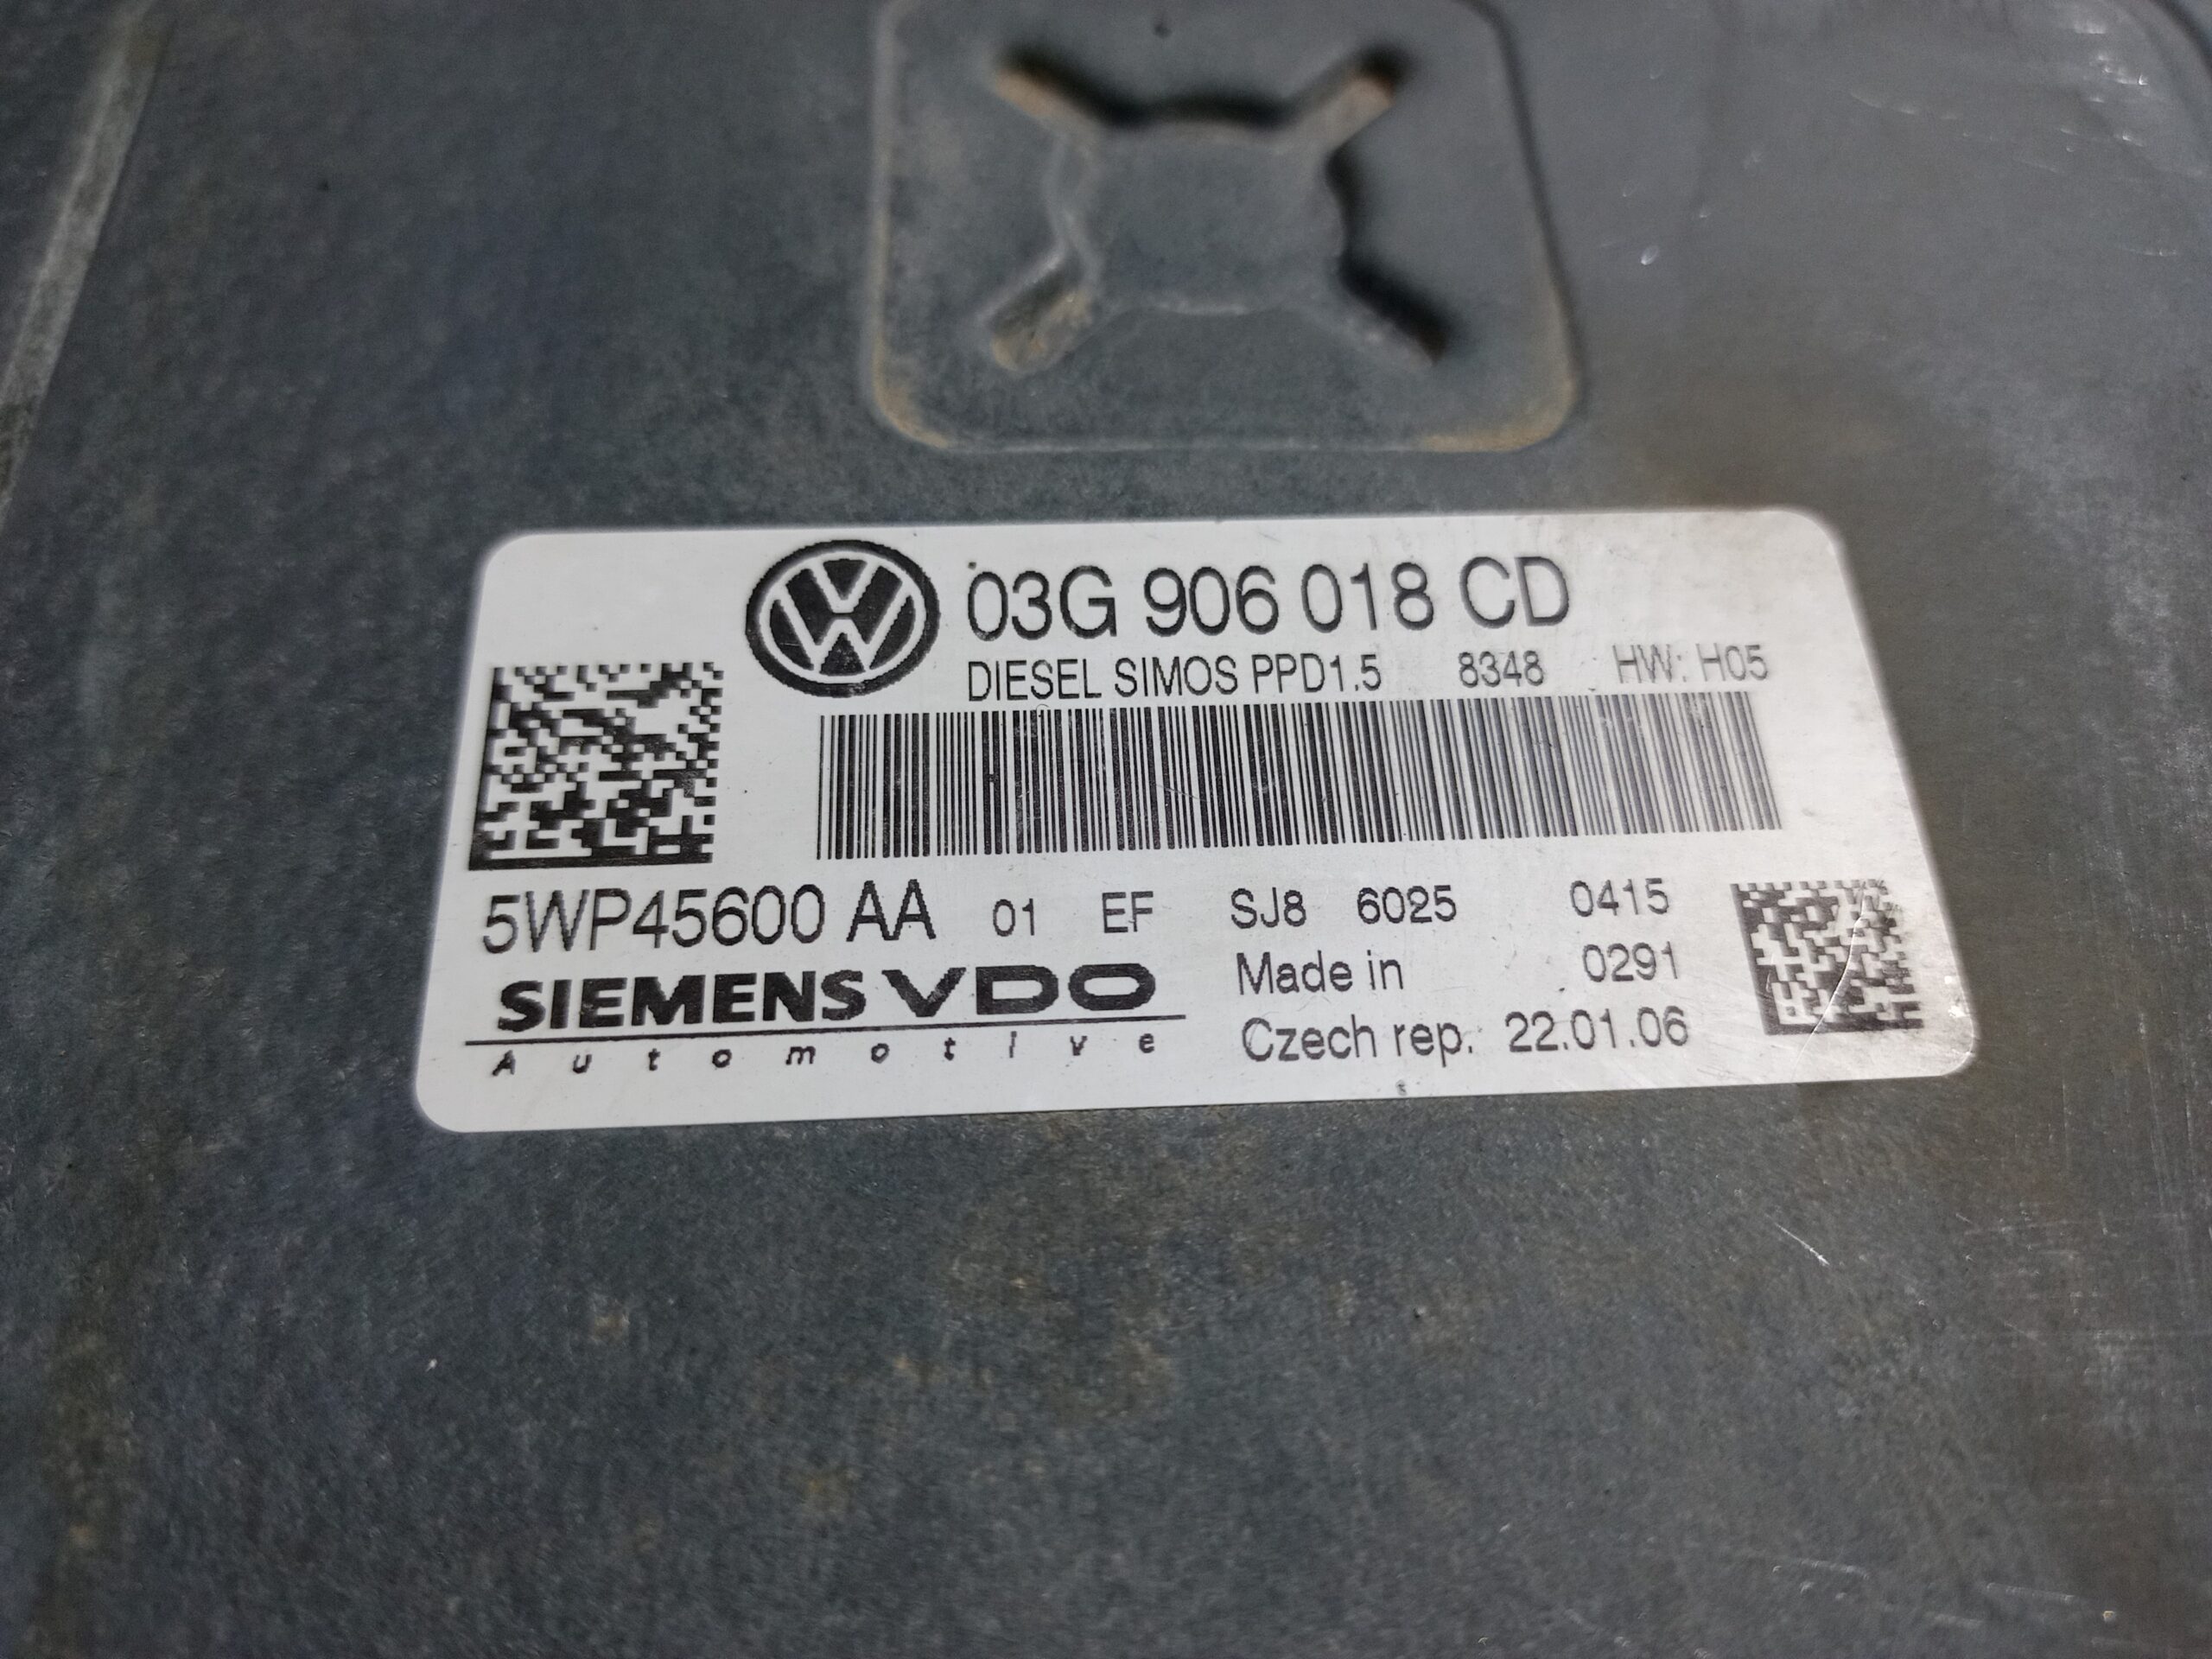 03G 906 018 CD
DIESEL SIMOS PPD1.5 8348 HW: H05
5WP45600 AA 01 EF SJ8 6025 0415
SIEMENS VDO Made in 0291
Automotive Czech rep. 22.01.06